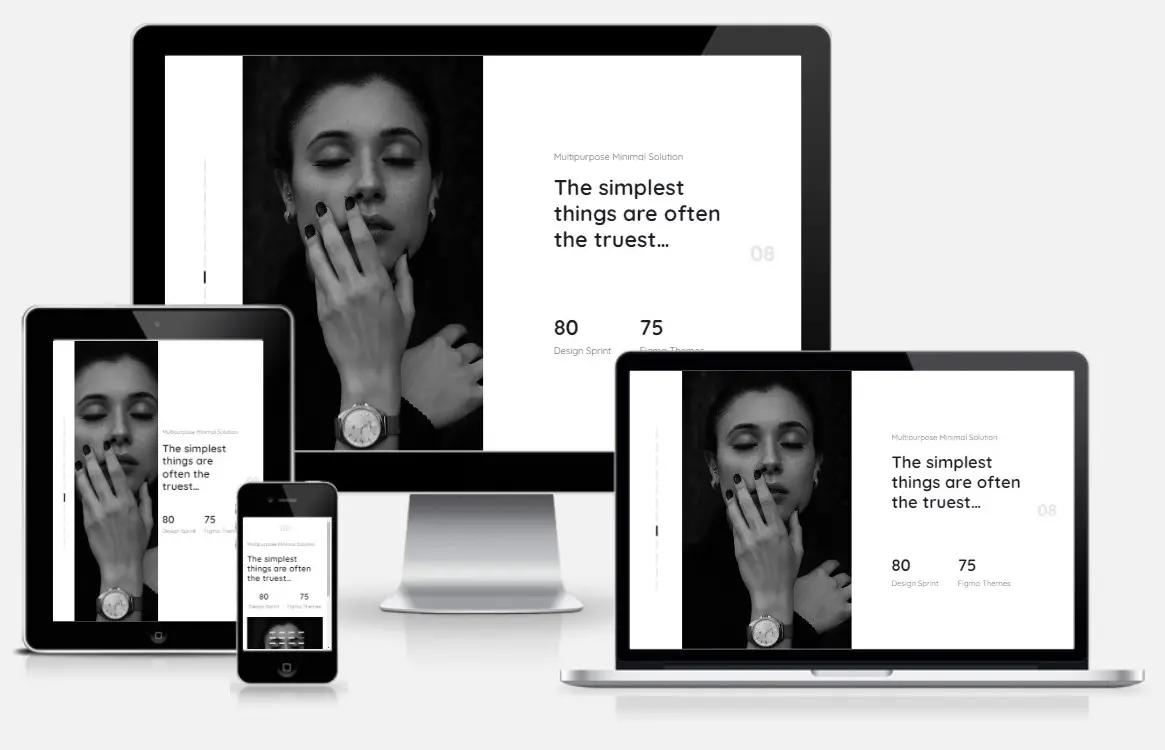 Multipurpose Minimal Solution
The simplest
things are often
the truest...
08
80 75
Design Sprint Figma Themes
Multipurpose Minimal Solution
The simplest
things are
often the
truest...
80 75
Design Sprint Figma Them
Multipurpose Minimal Solution
The simplest
things are often
the truest...
80 75
Design Sprint Figma Themes
Multipurpose Minimal Solution
The simplest
things are often
the truest...
08
80 75
Design Sprint Figma Themes